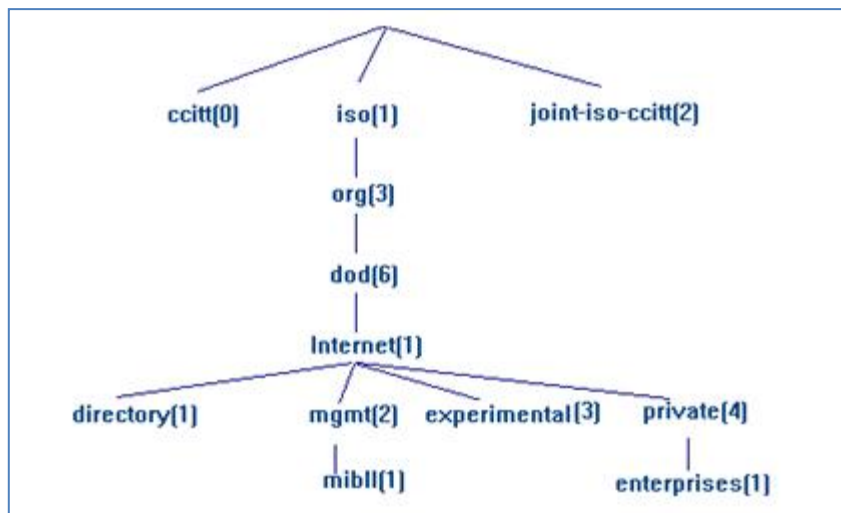 ccitt(0) iso(1) joint-iso-ccitt(2)
org(3)
dod(6)
Internet(1)
directory(1) mgmt(2) experimental(3) private(4)
mibII(1) enterprises(1)